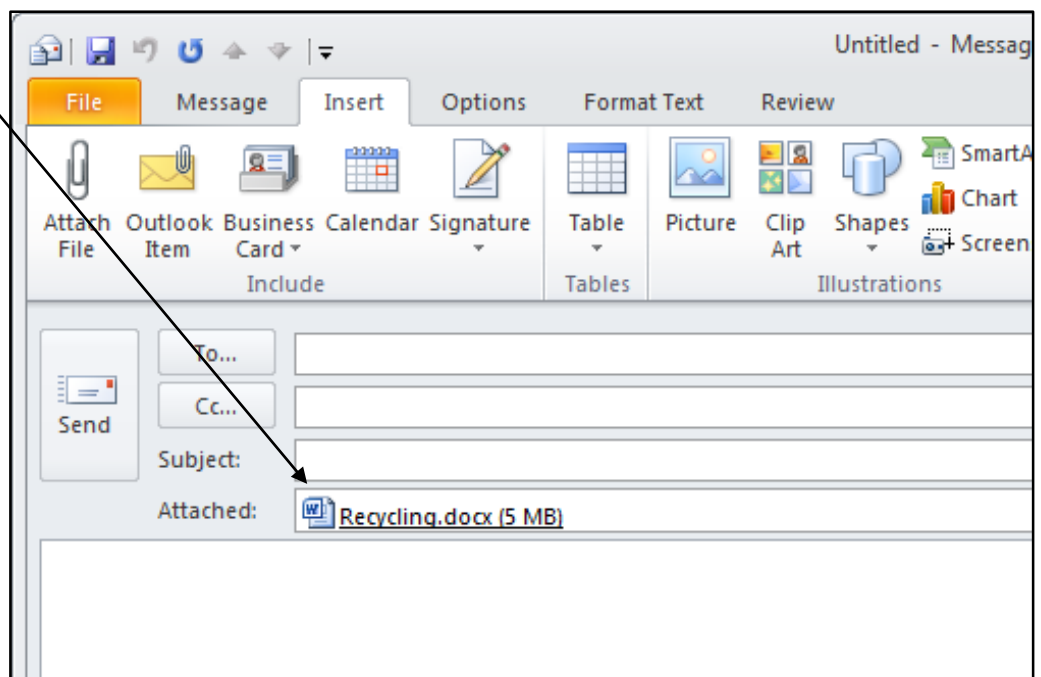 Untitled - Messag
File Message Insert Options Format Text Review
Attach File
Outlook Item
Business Card
Calendar
Signature
Include
Table
Tables
Picture
Clip Art
Shapes
SmartA
Chart
Screen
Illustrations
Send
To...
Cc...
Subject:
Attached: Recycling.docx (5 MB)